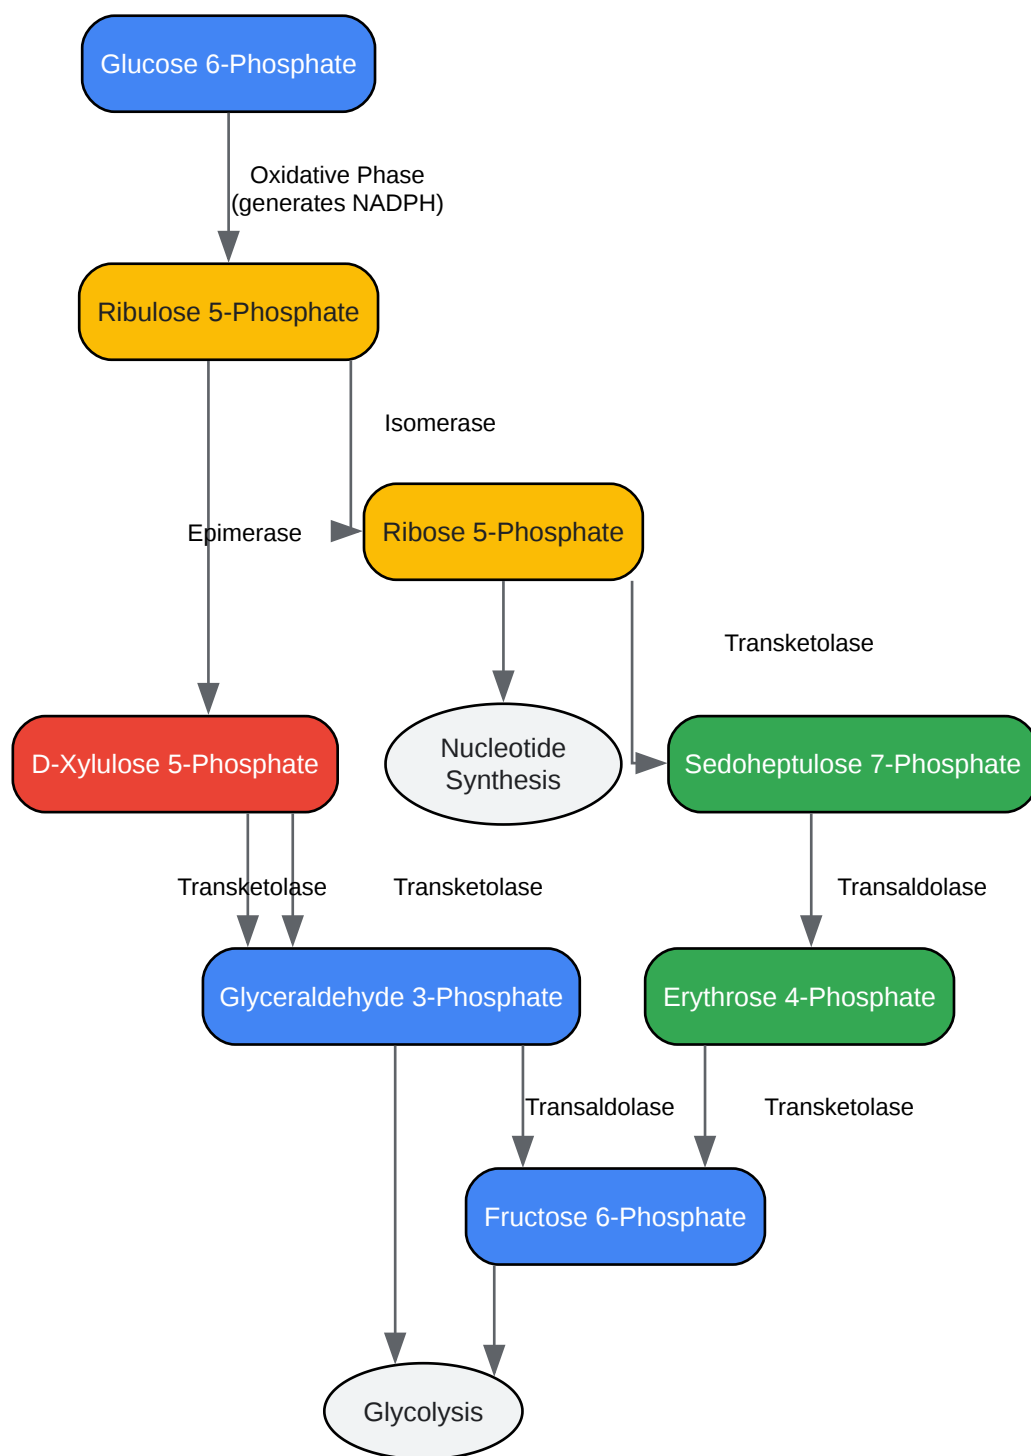 Glucose 6-Phosphate
Oxidative Phase
(generates NADPH)
Ribulose 5-Phosphate
Isomerase
Epimerase
Ribose 5-Phosphate
Transketolase
D-Xylulose 5-Phosphate
Nucleotide
Synthesis
Sedoheptulose 7-Phosphate
Transketolase
Transketolase
Transaldolase
Glyceraldehyde 3-Phosphate
Erythrose 4-Phosphate
Transaldolase
Transketolase
Fructose 6-Phosphate
Glycolysis